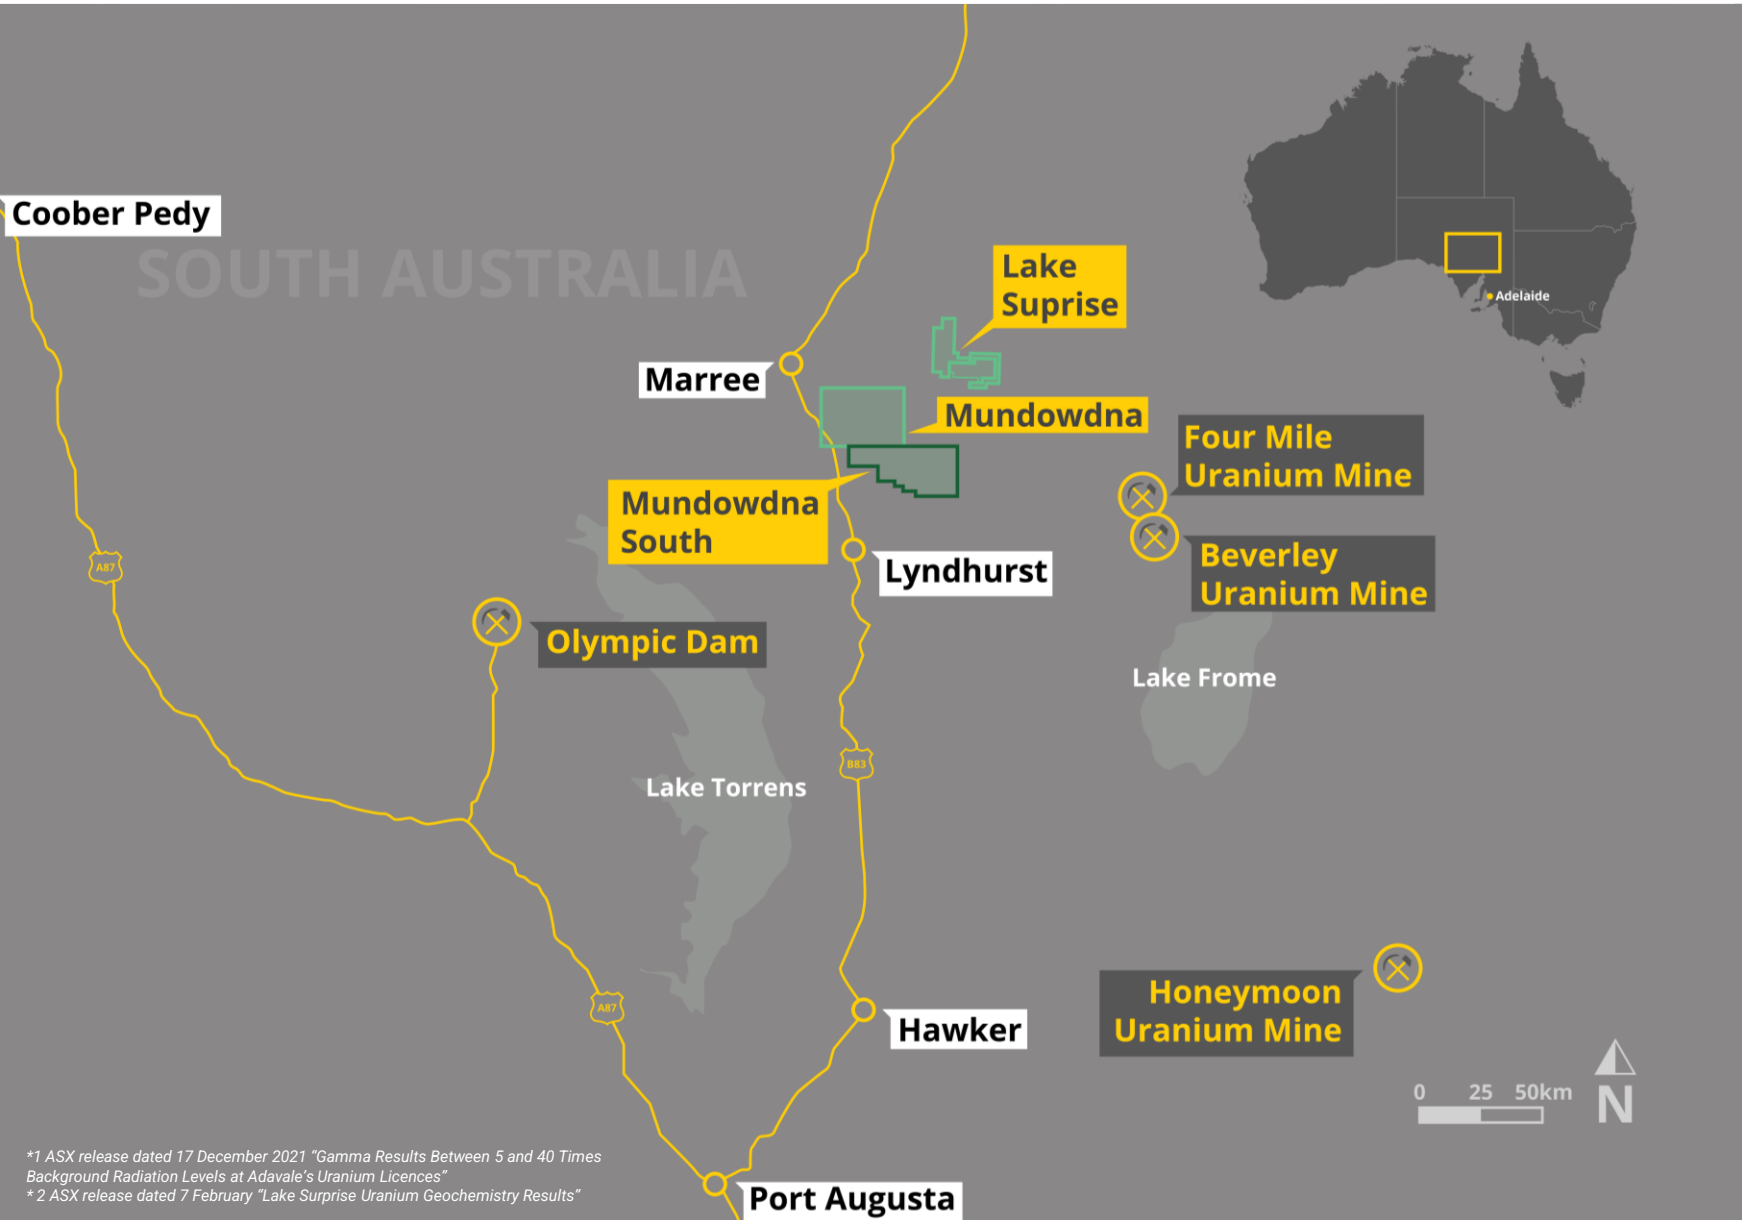 Coober Pedy
SOUTH AUSTRALIA
Lake
Suprise
Adelaide
Marree
Mundowdna
Four Mile
Uranium Mine
Mundowdna
South
Beverley
Uranium Mine
Lyndhurst
A87
Olympic Dam
Lake Frome
B83
Lake Torrens
Honeymoon
Uranium Mine
A87
Hawker
0 25 50km
N
*1 ASX release dated 17 December 2021 “Gamma Results Between 5 and 40 Times
Background Radiation Levels at Adavale’s Uranium Licences”
* 2 ASX release dated 7 February “Lake Surprise Uranium Geochemistry Results”
Port Augusta